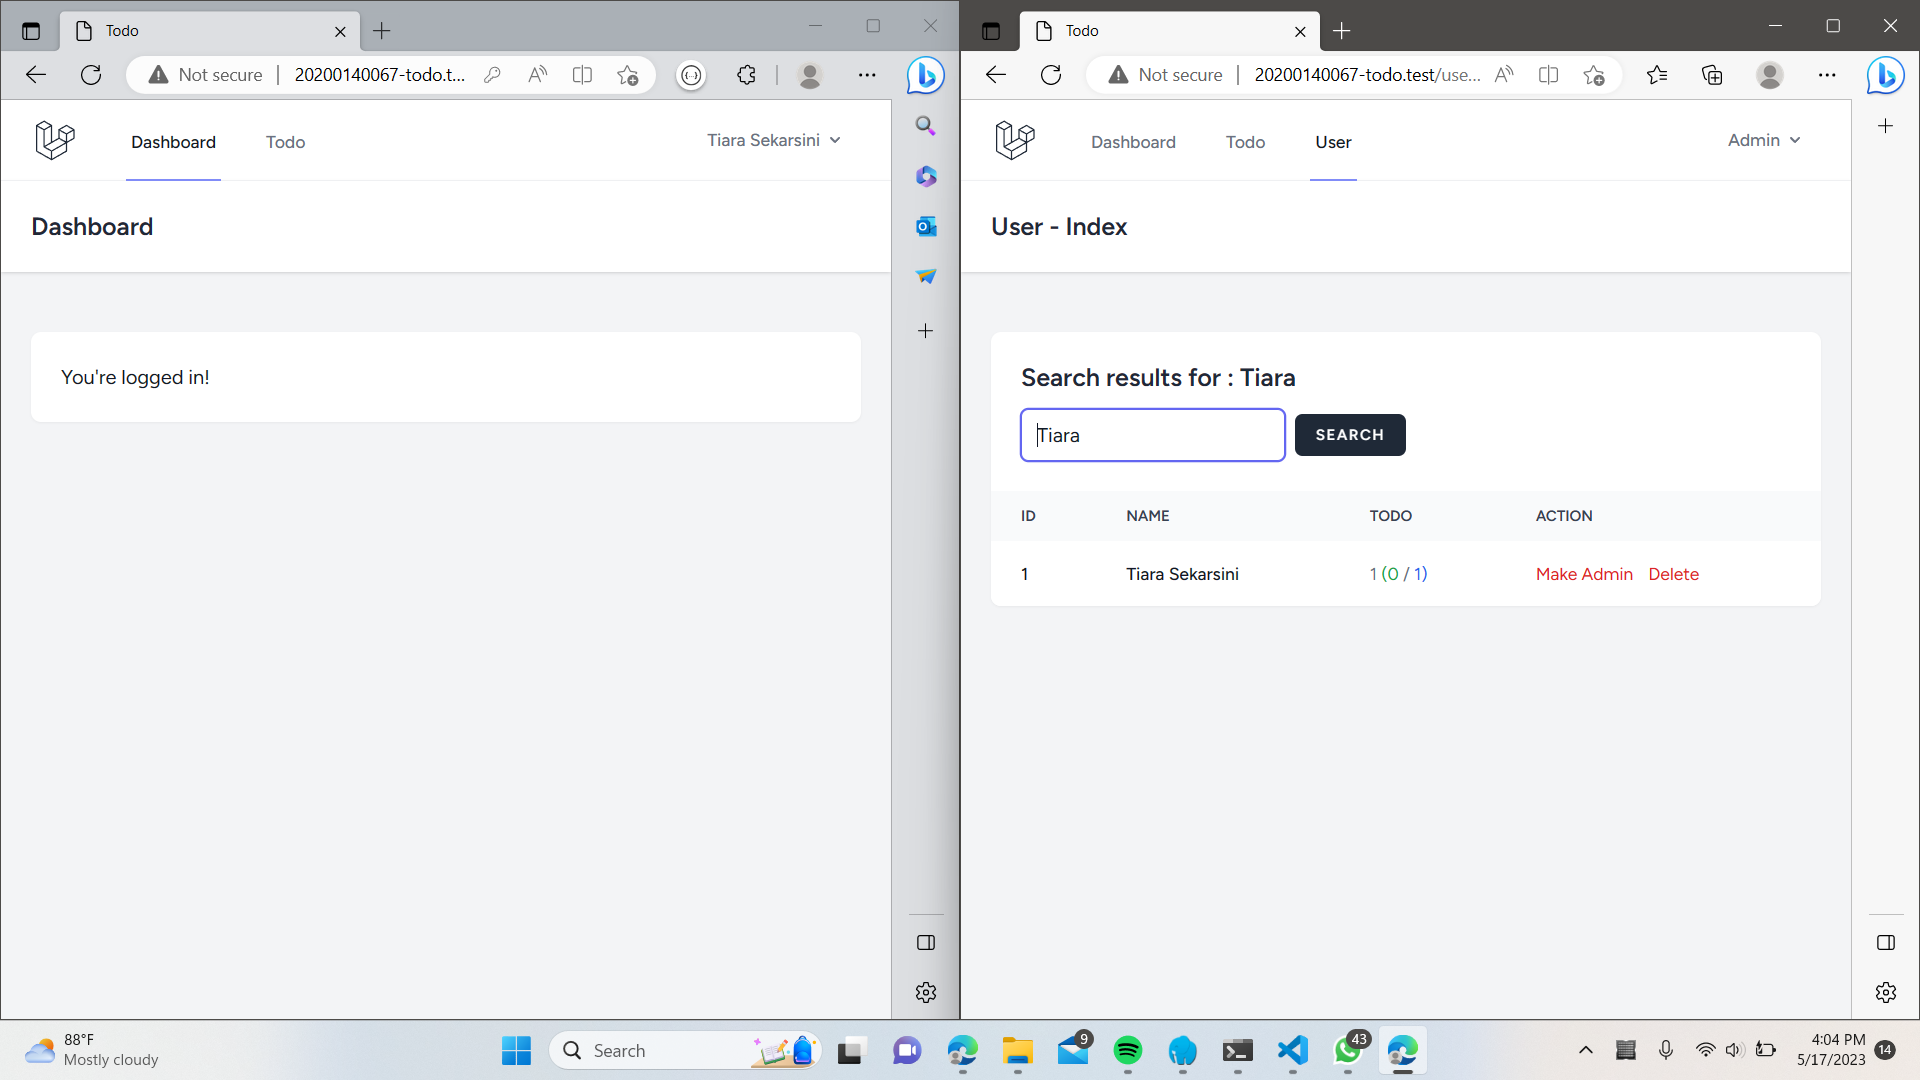 Todo
Not secure
20200140067-todo.t...
Dashboard
Todo
Tiara Sekarsini
Dashboard
You're logged in!
Todo
Not secure
20200140067-todo.test/use...
Dashboard
Todo
User
Admin
User - Index
Search results for : Tiara
Tiara
SEARCH
ID NAME TODO ACTION
1 Tiara Sekarsini 1 (0 / 1) Make Admin Delete
88°F
Mostly cloudy
Search
9
43
4:04 PM
5/17/2023
14